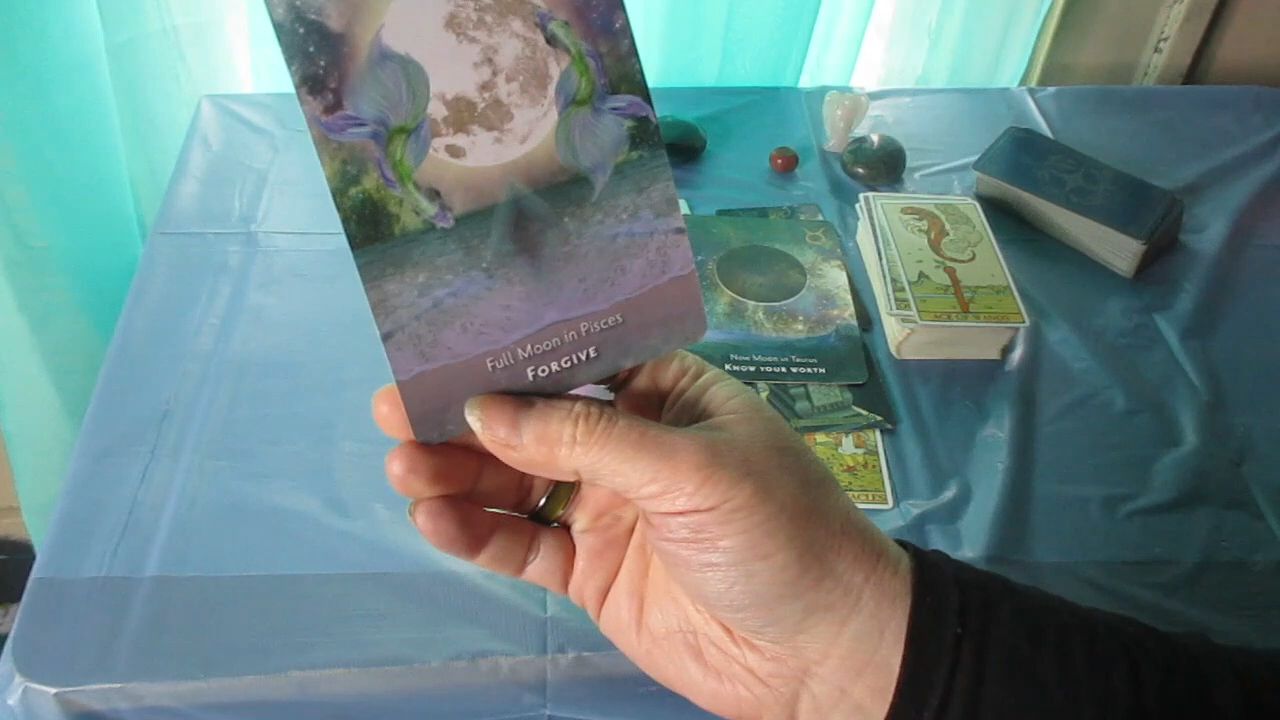 Full Moon in Pisces
FORGIVE
New Moon in Taurus
KNOW YOUR WORTH
ACE OF WANDS